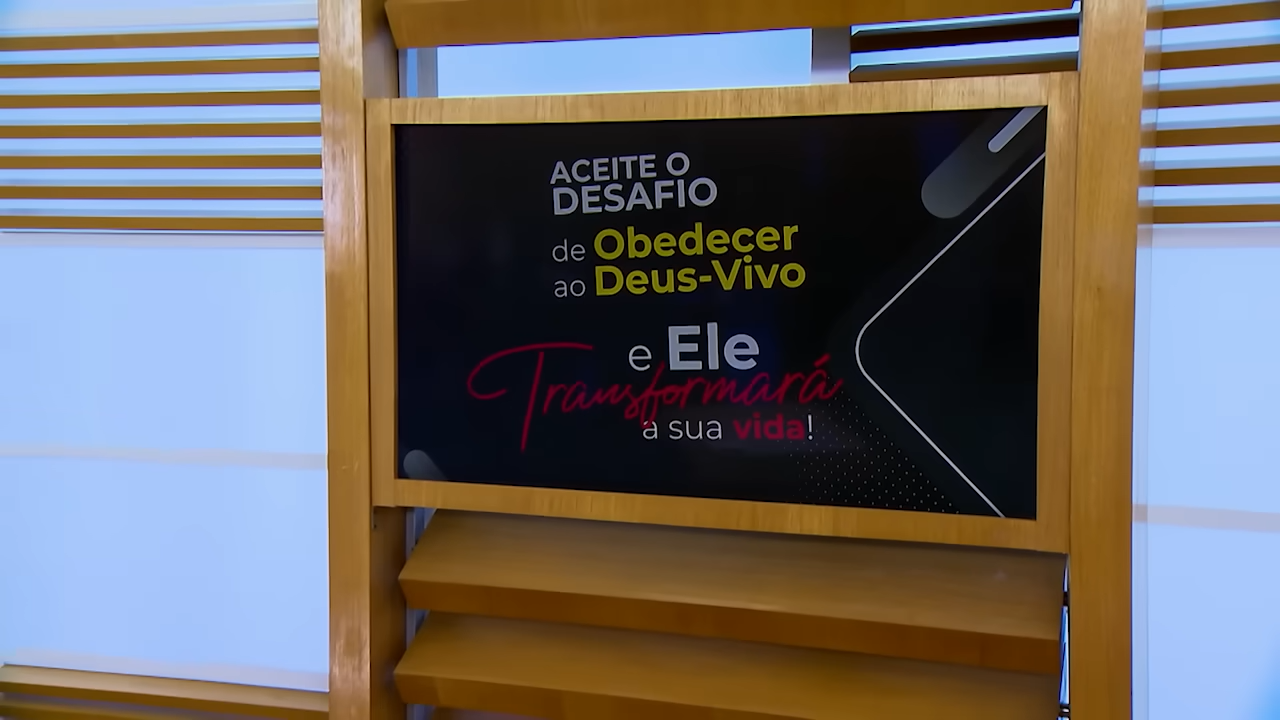 ACEITE O
DESAFIO
de Obedecer
ao Deus-Vivo
e Ele
Transformará
a sua vida!